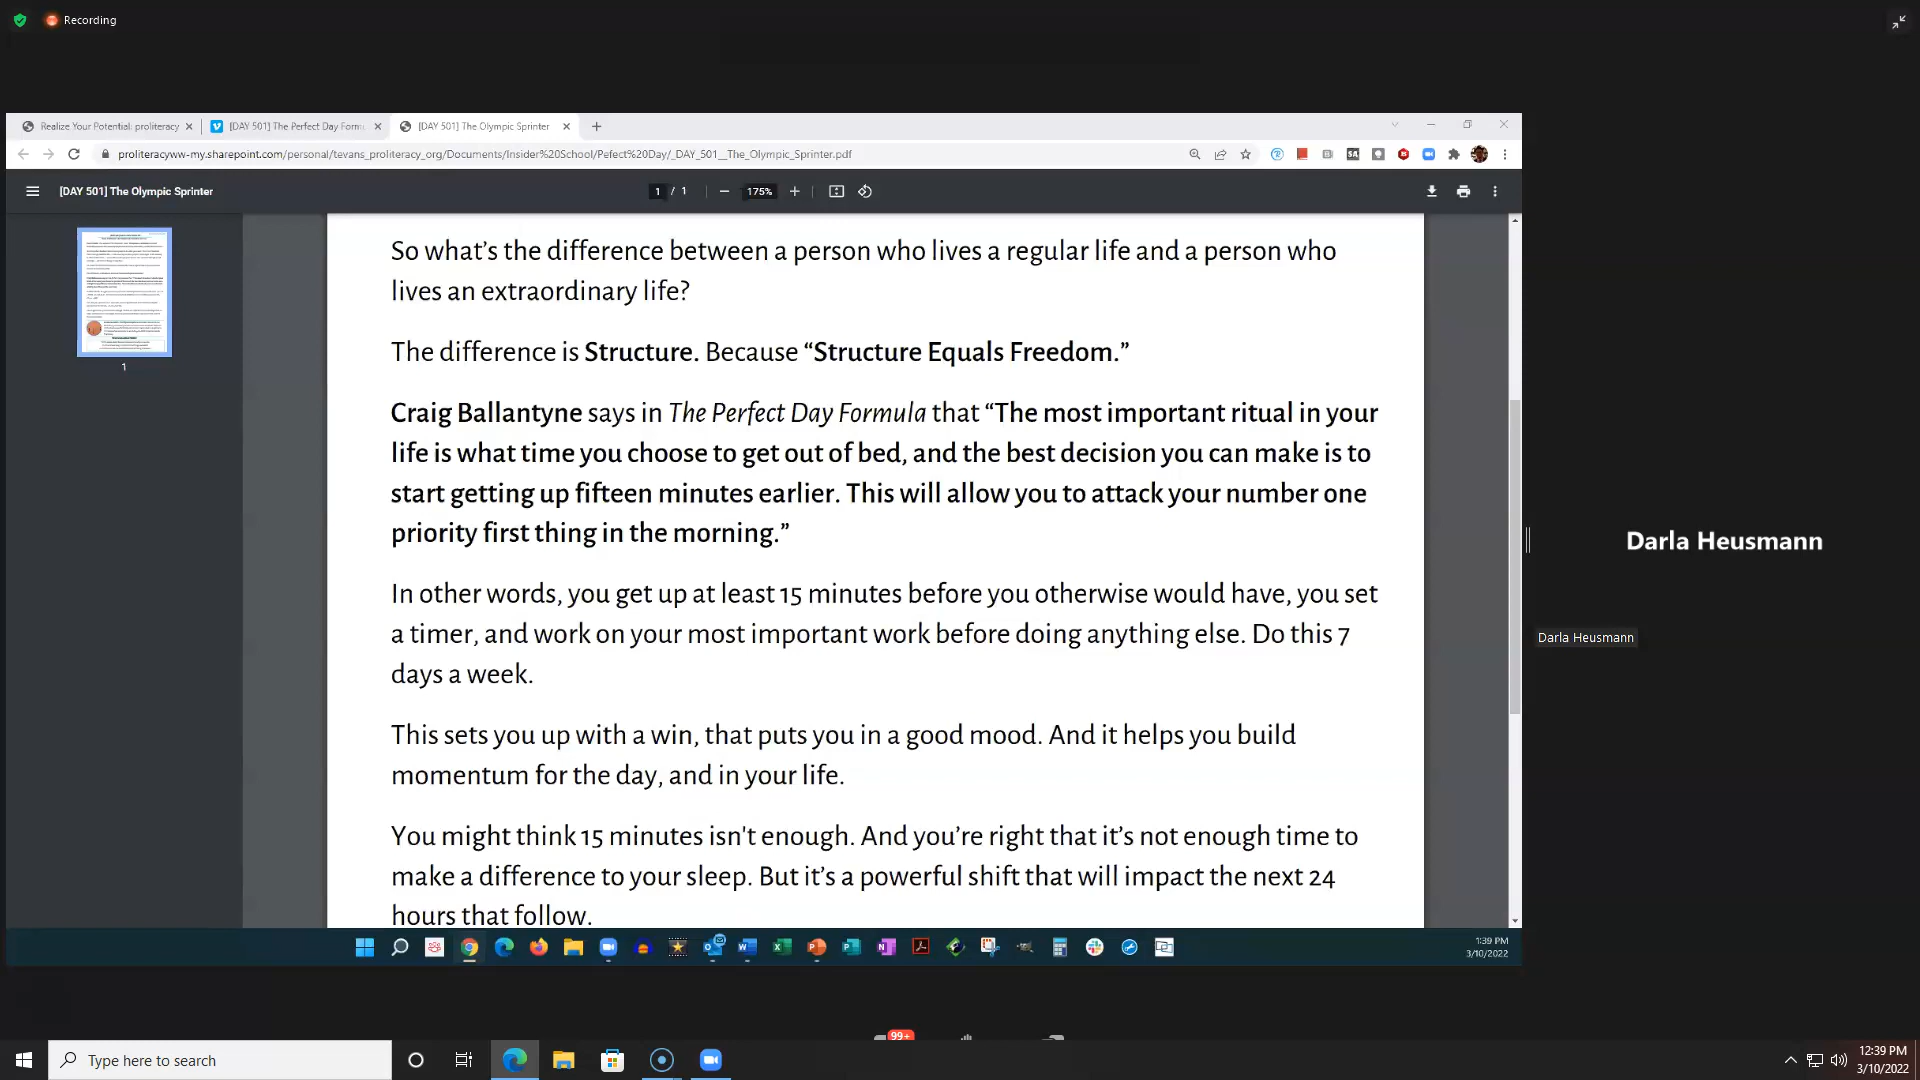 Recording
Realize Your Potential: proliteracy
[DAY 501] The Perfect Day Formu
[DAY 501] The Olympic Sprinter
proliteracyww-my.sharepoint.com/personal/tevans_proliteracy_org/Documents/Insider%20School/Pefect%20Day/_DAY_501__The_Olympic_Sprinter.pdf
[DAY 501] The Olympic Sprinter
1 / 1
175%
So what’s the difference between a person who lives a regular life and a person who
lives an extraordinary life?
The difference is Structure. Because “Structure Equals Freedom.”
Craig Ballantyne says in The Perfect Day Formula that “The most important ritual in your
life is what time you choose to get out of bed, and the best decision you can make is to
start getting up fifteen minutes earlier. This will allow you to attack your number one
priority first thing in the morning.”
In other words, you get up at least 15 minutes before you otherwise would have, you set
a timer, and work on your most important work before doing anything else. Do this 7
days a week.
This sets you up with a win, that puts you in a good mood. And it helps you build
momentum for the day, and in your life.
You might think 15 minutes isn't enough. And you’re right that it’s not enough time to
make a difference to your sleep. But it’s a powerful shift that will impact the next 24
hours that follow.
1
Darla Heusmann
Darla Heusmann
1:39 PM
3/10/2022
99+
Type here to search
12:39 PM
3/10/2022